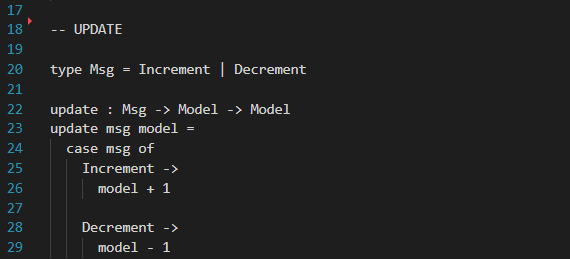 17
18 -- UPDATE
19
20 type Msg = Increment | Decrement
21
22 update : Msg -> Model -> Model
23 update msg model =
24   case msg of
25     Increment ->
26       model + 1
27
28     Decrement ->
29       model - 1